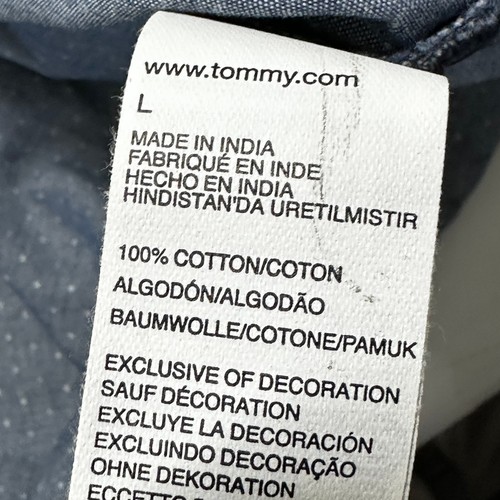 www.tommy.com
L
MADE IN INDIA
FABRIQUÉ EN INDE
HECHO EN INDIA
HINDISTAN'DA URETILMISTIR
100% COTTON/COTON
ALGODÓN/ALGODÃO
BAUMWOLLE/COTONE/PAMUK
EXCLUSIVE OF DECORATION
SAUF DÉCORATION
EXCLUYE LA DECORACIÓN
EXCLUINDO DECORAÇÃO
OHNE DEKORATION
ECCETTO